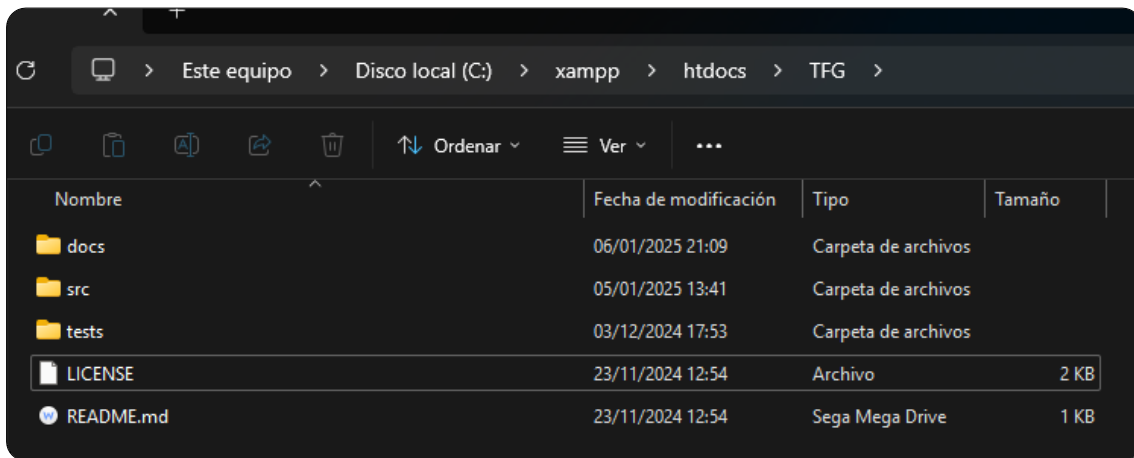 Este equipo > Disco local (C:) > xampp > htdocs > TFG >
Ordenar Ver ...
Nombre Fecha de modificación Tipo Tamaño
docs 06/01/2025 21:09 Carpeta de archivos
src 05/01/2025 13:41 Carpeta de archivos
tests 03/12/2024 17:53 Carpeta de archivos
LICENSE 23/11/2024 12:54 Archivo 2 KB
README.md 23/11/2024 12:54 Sega Mega Drive 1 KB